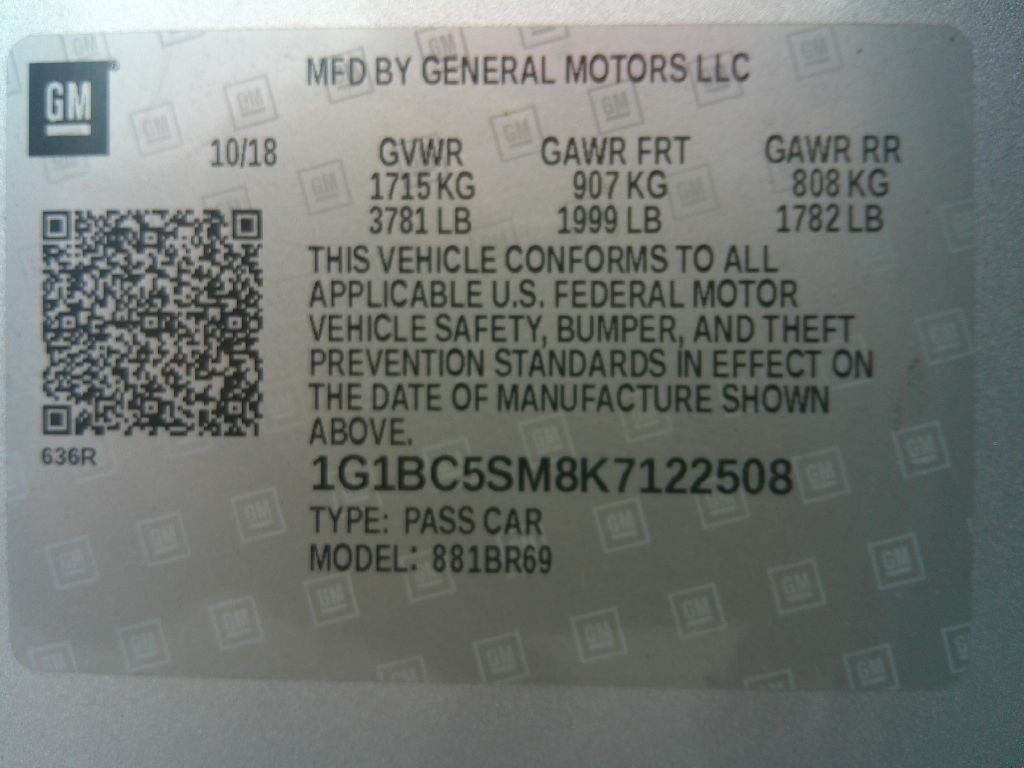 GM
MFD BY GENERAL MOTORS LLC
10/18 GVWR GAWR FRT GAWR RR
1715 KG 907 KG 808 KG
3781 LB 1999 LB 1782 LB
THIS VEHICLE CONFORMS TO ALL
APPLICABLE U.S. FEDERAL MOTOR
VEHICLE SAFETY, BUMPER, AND THEFT
PREVENTION STANDARDS IN EFFECT ON
THE DATE OF MANUFACTURE SHOWN
ABOVE.
636R
1G1BC5SM8K7122508
TYPE: PASS CAR
MODEL: 881BR69